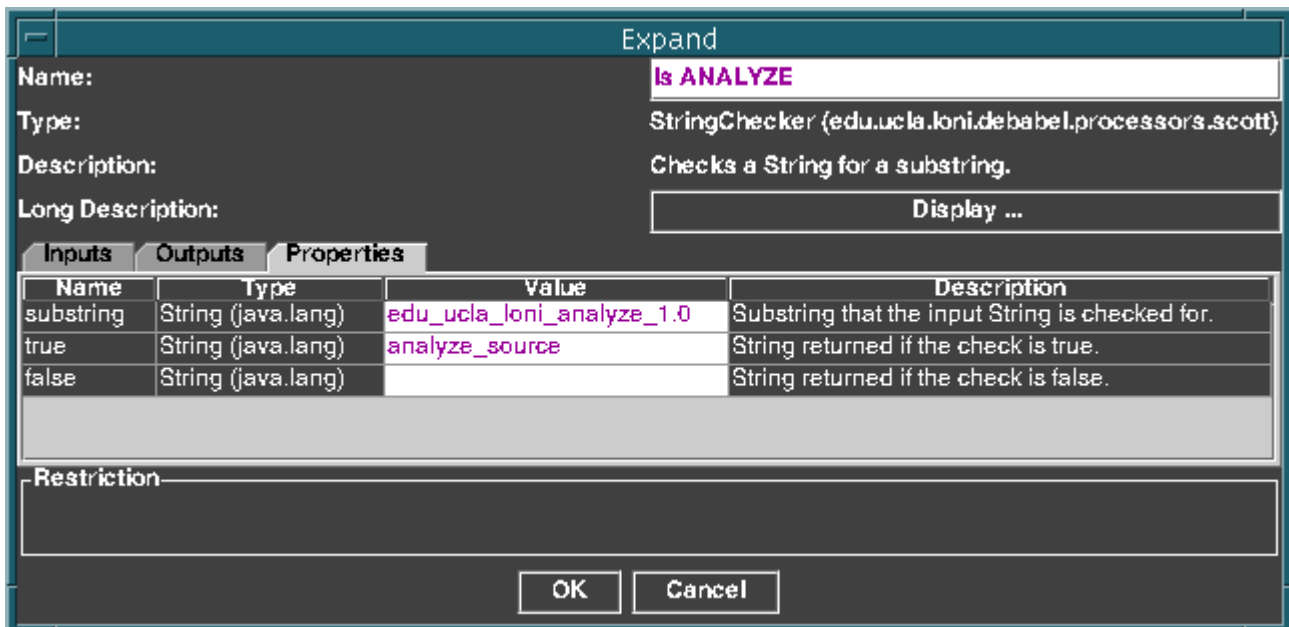 Expand
Name: Is ANALYZE
Type: StringChecker (edu.ucla.loni.debabel.processors.scott)
Description: Checks a String for a substring.
Long Description: Display ...
Inputs Outputs Properties
Name Type Value Description
substring String (java.lang) edu_ucla_loni_analyze_1.0 Substring that the input String is checked for.
true String (java.lang) analyze_source String returned if the check is true.
false String (java.lang) String returned if the check is false.
Restriction
OK Cancel